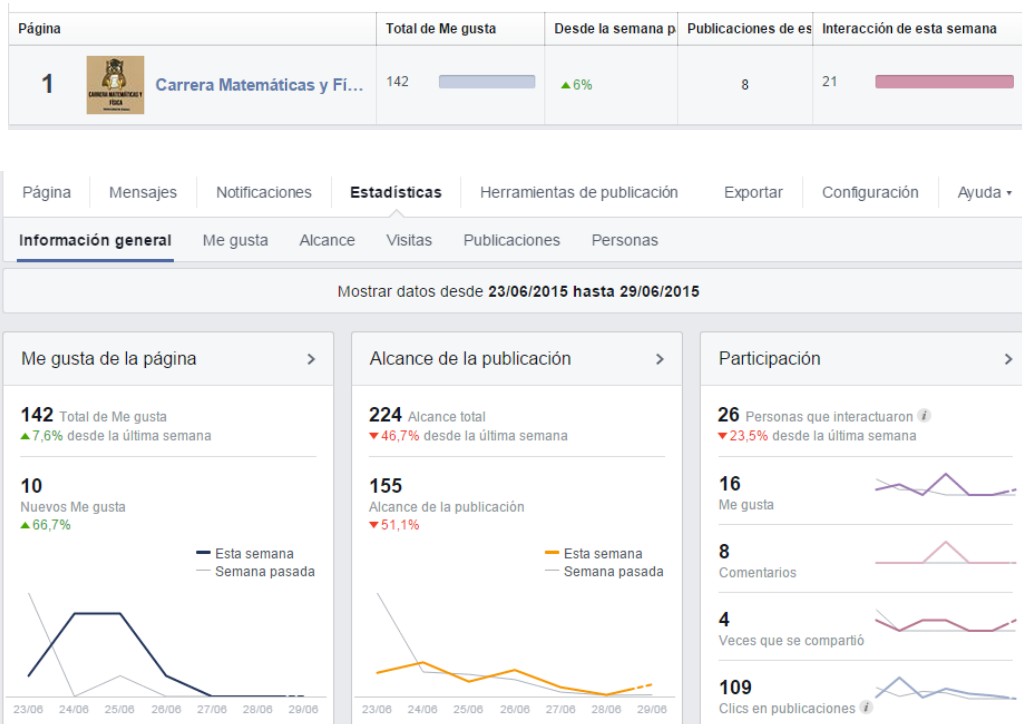 Página Total de Me gusta Desde la semana p Publicaciones de es Interacción de esta semana
1 CARRERA MATEMÁTICAS Y FÍSICA Carrera Matemáticas y Fí... 142 6% 8 21
Página Mensajes Notificaciones Estadísticas Herramientas de publicación Exportar Configuración Ayuda
Información general Me gusta Alcance Visitas Publicaciones Personas
Mostrar datos desde 23/06/2015 hasta 29/06/2015
Me gusta de la página
142 Total de Me gusta
7,6% desde la última semana
10
Nuevos Me gusta
66,7%
Esta semana
Semana pasada
23/06 24/06 25/06 26/06 27/06 28/06 29/06
Alcance de la publicación
224 Alcance total
46,7% desde la última semana
155
Alcance de la publicación
51,1%
Esta semana
Semana pasada
23/06 24/06 25/06 26/06 27/06 28/06 29/06
Participación
26 Personas que interactuaron i
23,5% desde la última semana
16
Me gusta
8
Comentarios
4
Veces que se compartió
109
Clics en publicaciones i